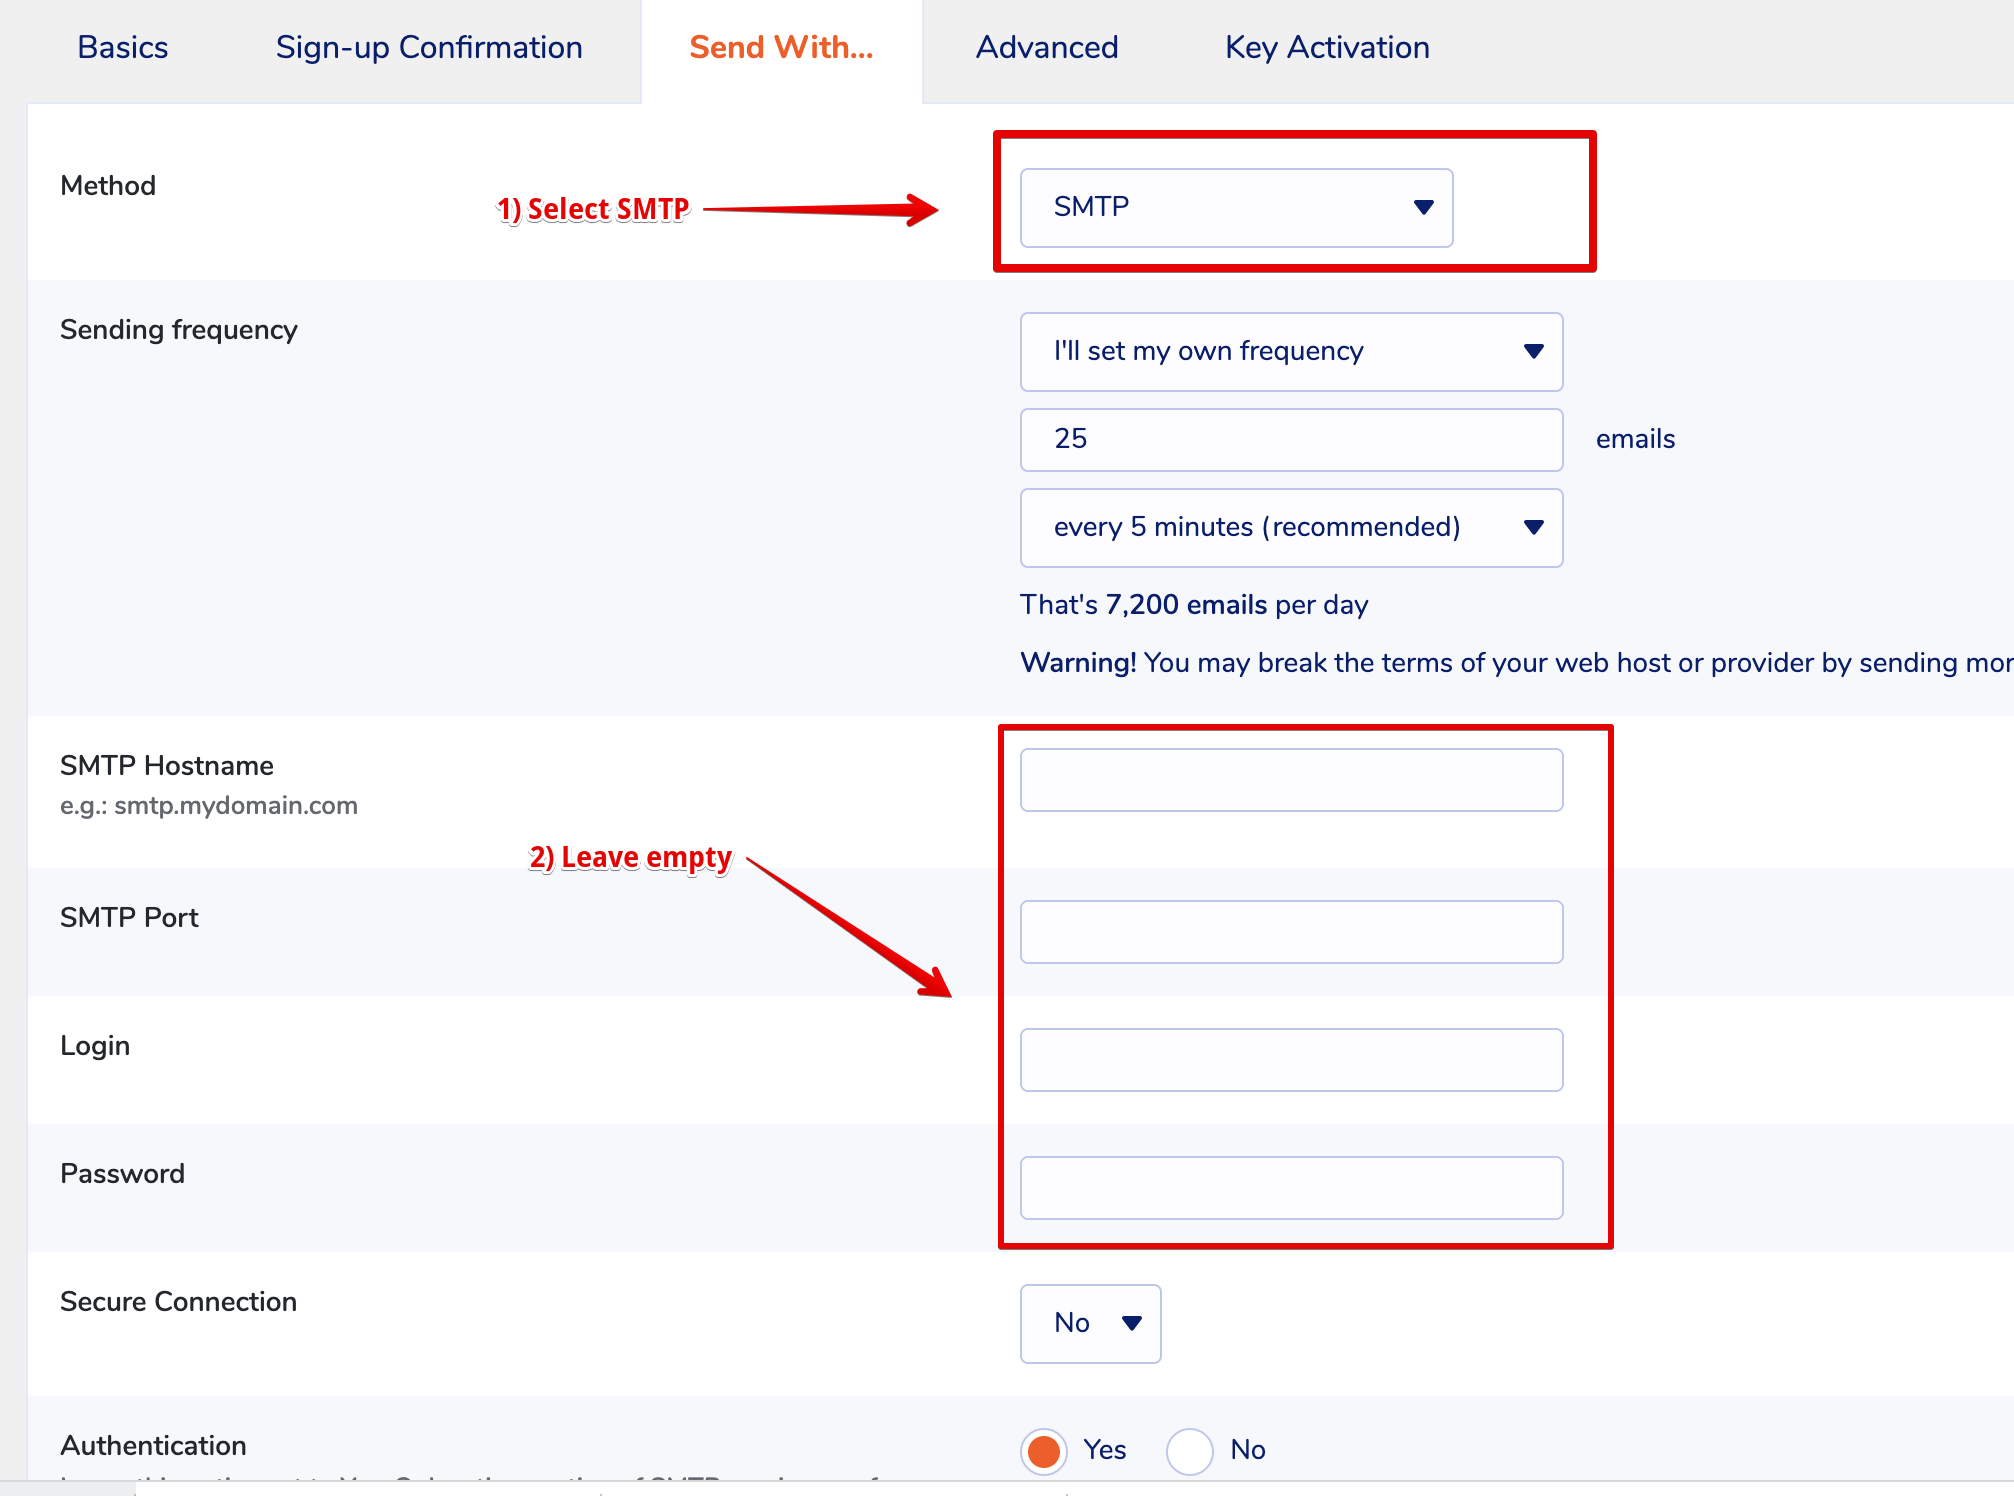 Basics Sign-up Confirmation Send With... Advanced Key Activation
Method
1) Select SMTP
SMTP
Sending frequency
I'll set my own frequency
25 emails
every 5 minutes (recommended)
That's 7,200 emails per day
Warning! You may break the terms of your web host or provider by sending
SMTP Hostname
e.g.: smtp.mydomain.com
2) Leave empty
SMTP Port
Login
Password
Secure Connection
No
Authentication
Yes No